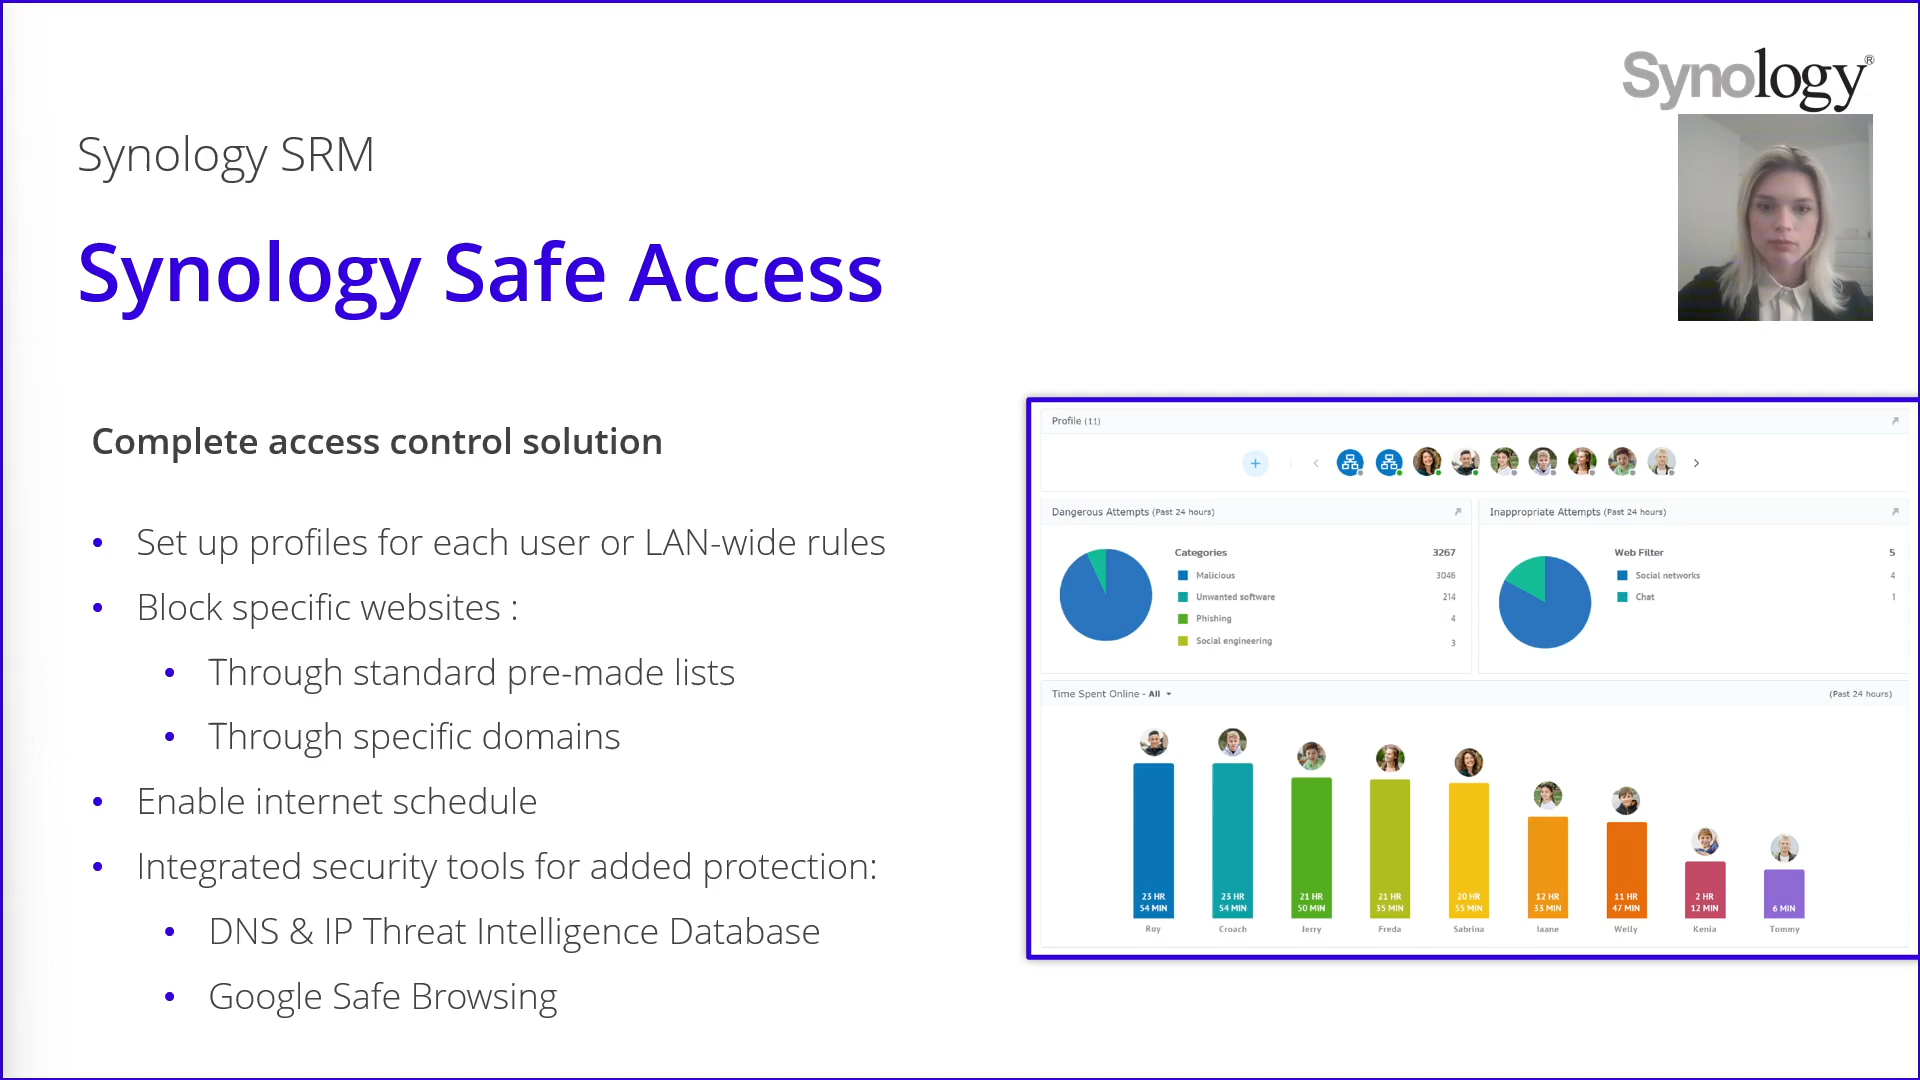 Synology®
Synology SRM
Synology Safe Access
Complete access control solution
• Set up profiles for each user or LAN-wide rules
• Block specific websites :
• Through standard pre-made lists
• Through specific domains
• Enable internet schedule
• Integrated security tools for added protection:
• DNS & IP Threat Intelligence Database
• Google Safe Browsing
Profile (11)
Dangerous Attempts (Past 24 hours)
Categories 3267
Malicious 3046
Unwanted software 214
Phishing 4
Social engineering 3
Inappropriate Attempts (Past 24 hours)
Web Filter 5
Social networks 4
Chat 1
Time Spent Online - All (Past 24 hours)
23 HR 23 HR 21 HR 21 HR 20 HR 12 HR 11 HR 2 HR
54 MIN 54 MIN 50 MIN 35 MIN 55 MIN 33 MIN 47 MIN 12 MIN 6 MIN
Roy Croach Jerry Freda Sabrina Iaane Welly Kenia Tommy